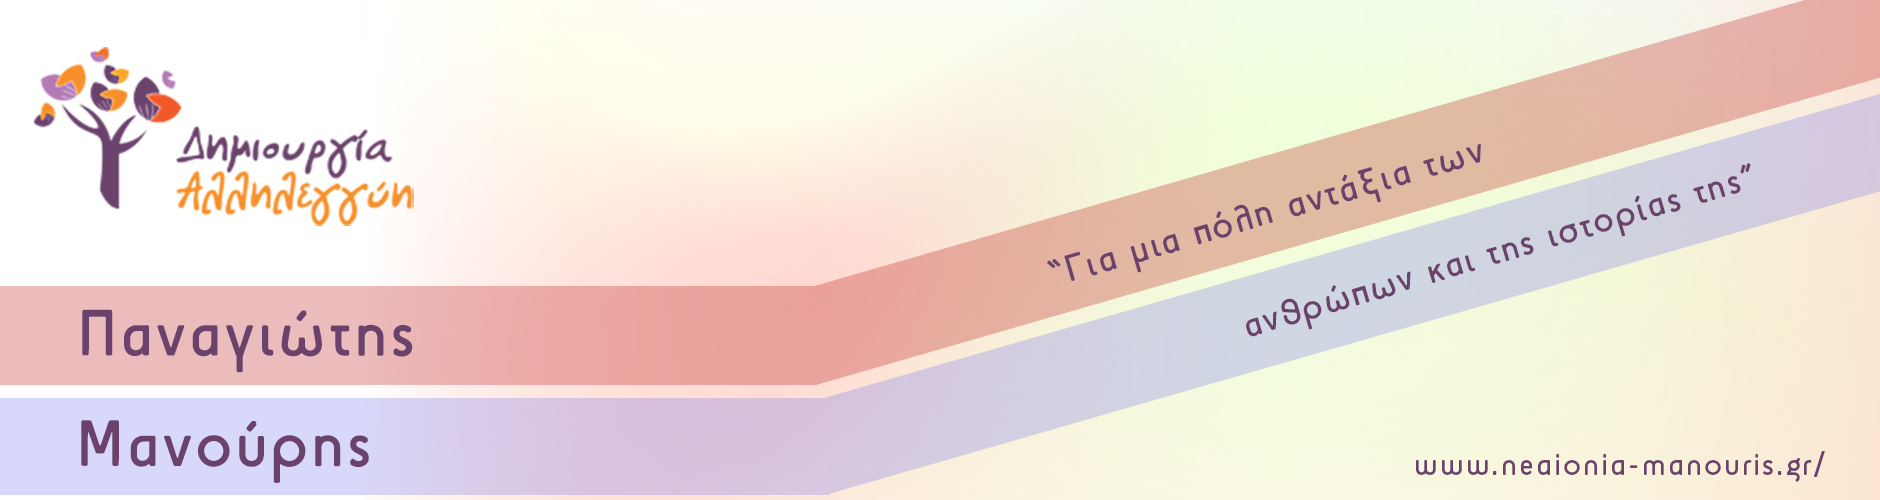 Δημιουργία
Αλληλεγγύη
"Για μια πόλη αντάξια των
ανθρώπων και της ιστορίας της"
Παναγιώτης
Μανούρης
www.neaionia-manouris.gr/